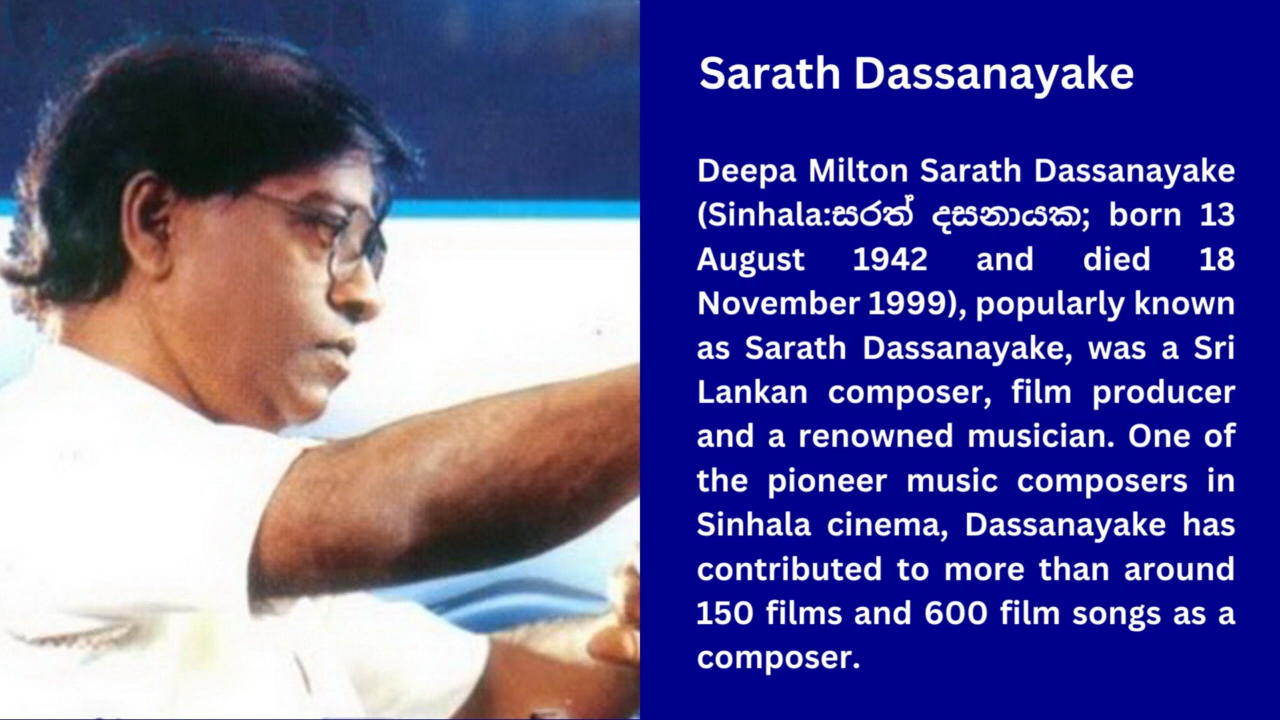 Sarath Dassanayake
Deepa Milton Sarath Dassanayake
(Sinhala:සරත් දසනායක; born 13
August 1942 and died 18
November 1999), popularly known
as Sarath Dassanayake, was a Sri
Lankan composer, film producer
and a renowned musician. One of
the pioneer music composers in
Sinhala cinema, Dassanayake has
contributed to more than around
150 films and 600 film songs as a
composer.